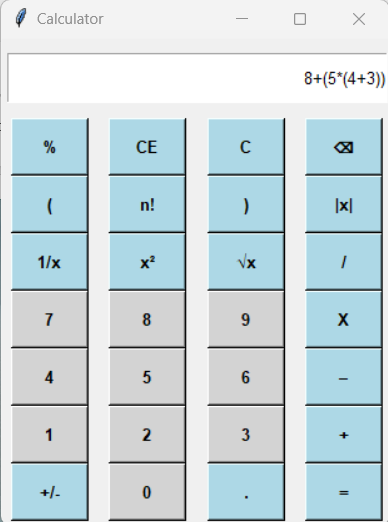 Calculator
8+(5*(4+3))
% CE C ⌫
( n! ) |x|
1/x x² √x /
7 8 9 X
4 5 6 –
1 2 3 +
+/- 0 . =